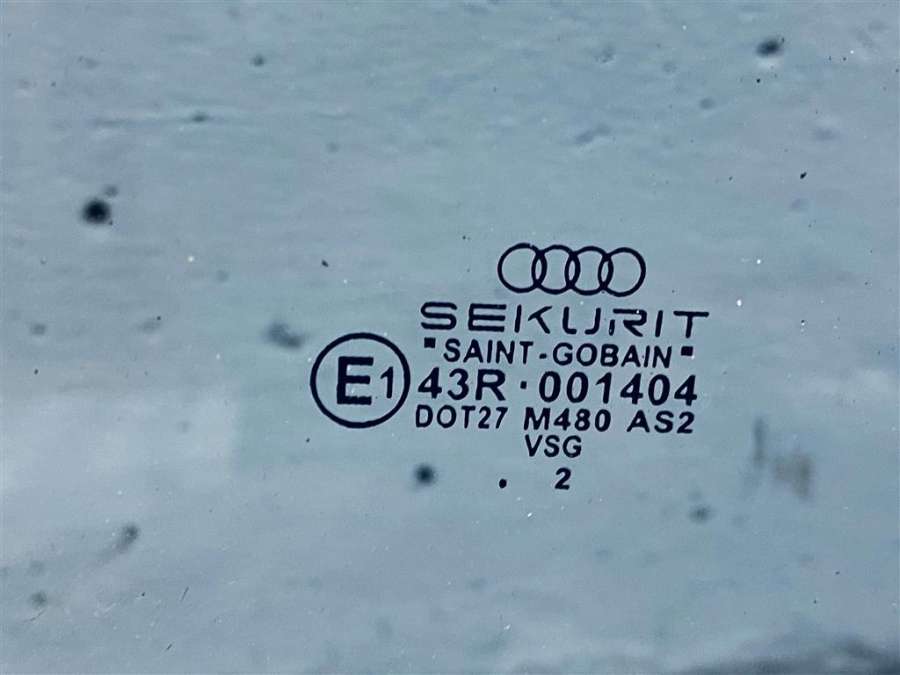 SEKURIT
"SAINT-GOBAIN"
E1 43R·001404
DOT27 M480 AS2
VSG
. 2